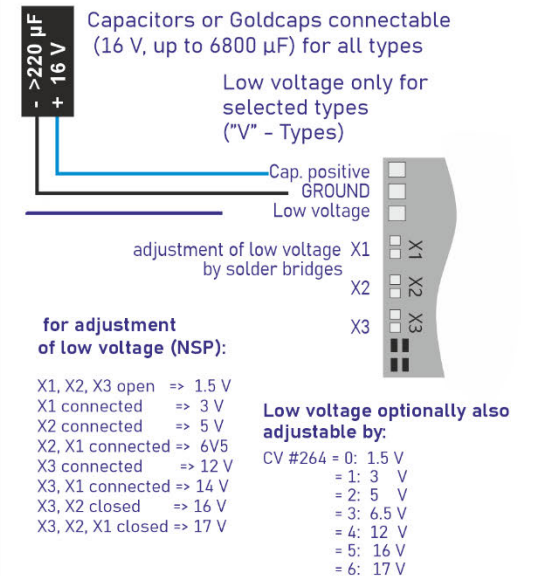 - >220 µF
+ 16 V
Capacitors or Goldcaps connectable
(16 V, up to 6800 µF) for all types
Low voltage only for
selected types
("V" - Types)
Cap. positive
GROUND
Low voltage
adjustment of low voltage X1
by solder bridges
X2
X3
X1
X2
X3
for adjustment
of low voltage (NSP):
X1, X2, X3 open => 1.5 V
X1 connected => 3 V
X2 connected => 5 V
X2, X1 connected => 6V5
X3 connected => 12 V
X3, X1 connected => 14 V
X3, X2 closed => 16 V
X3, X2, X1 closed => 17 V
Low voltage optionally also
adjustable by:
CV #264 = 0: 1.5 V
= 1: 3 V
= 2: 5 V
= 3: 6.5 V
= 4: 12 V
= 5: 16 V
= 6: 17 V